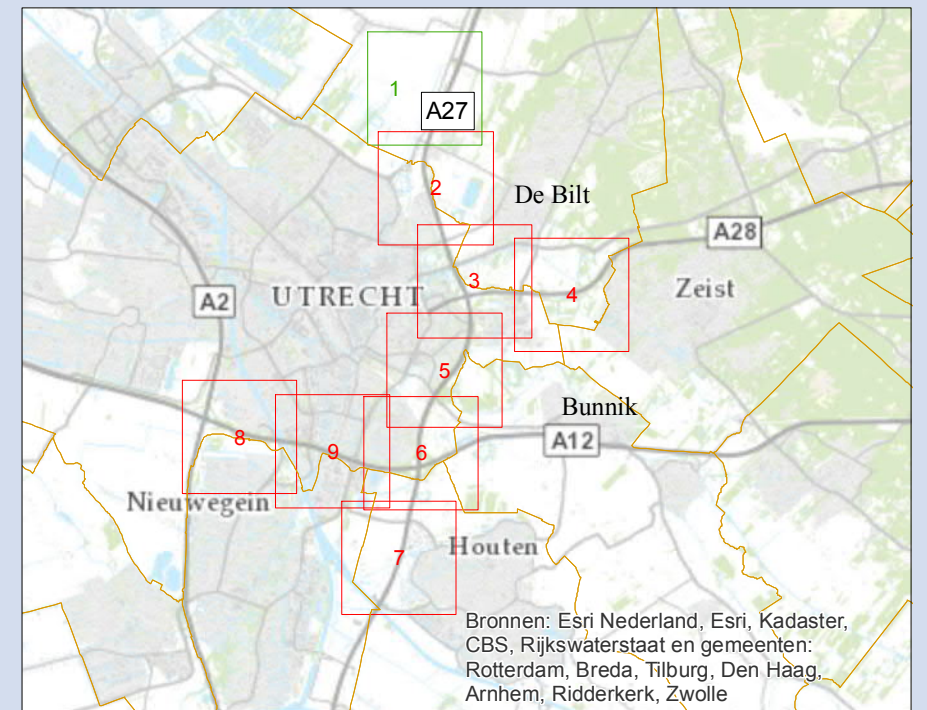 1
A27
2
De Bilt
A28
3
4
Zeist
UTRECHT
A2
5
Bunnik
8
9
6
A12
Nieuwegein
Houten
7
Bronnen: Esri Nederland, Esri, Kadaster,
CBS, Rijkswaterstaat en gemeenten:
Rotterdam, Breda, Tilburg, Den Haag,
Arnhem, Ridderkerk, Zwolle